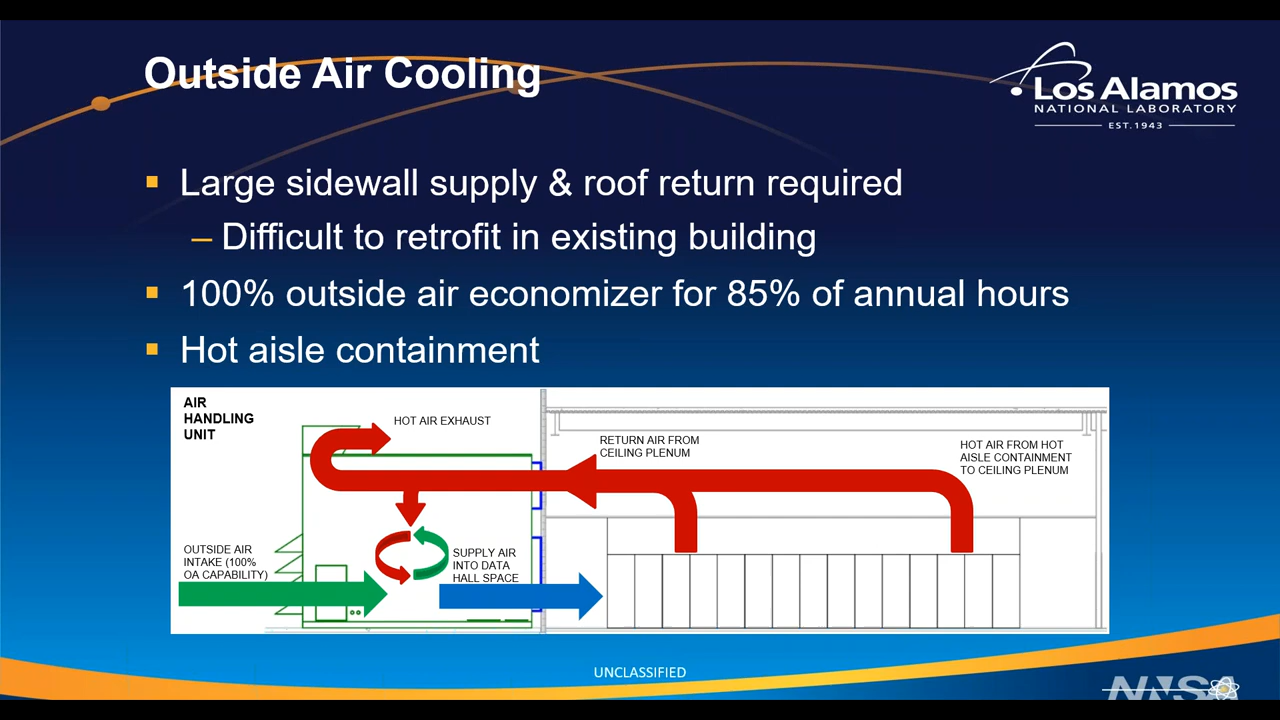 Outside Air Cooling
Los Alamos
NATIONAL LABORATORY
EST. 1943
Large sidewall supply & roof return required
– Difficult to retrofit in existing building
100% outside air economizer for 85% of annual hours
Hot aisle containment
AIR
HANDLING
UNIT
HOT AIR EXHAUST
RETURN AIR FROM
CEILING PLENUM
HOT AIR FROM HOT
AISLE CONTAINMENT
TO CEILING PLENUM
OUTSIDE AIR
INTAKE (100%
OA CAPABILITY)
SUPPLY AIR
INTO DATA
HALL SPACE
UNCLASSIFIED
NNSA